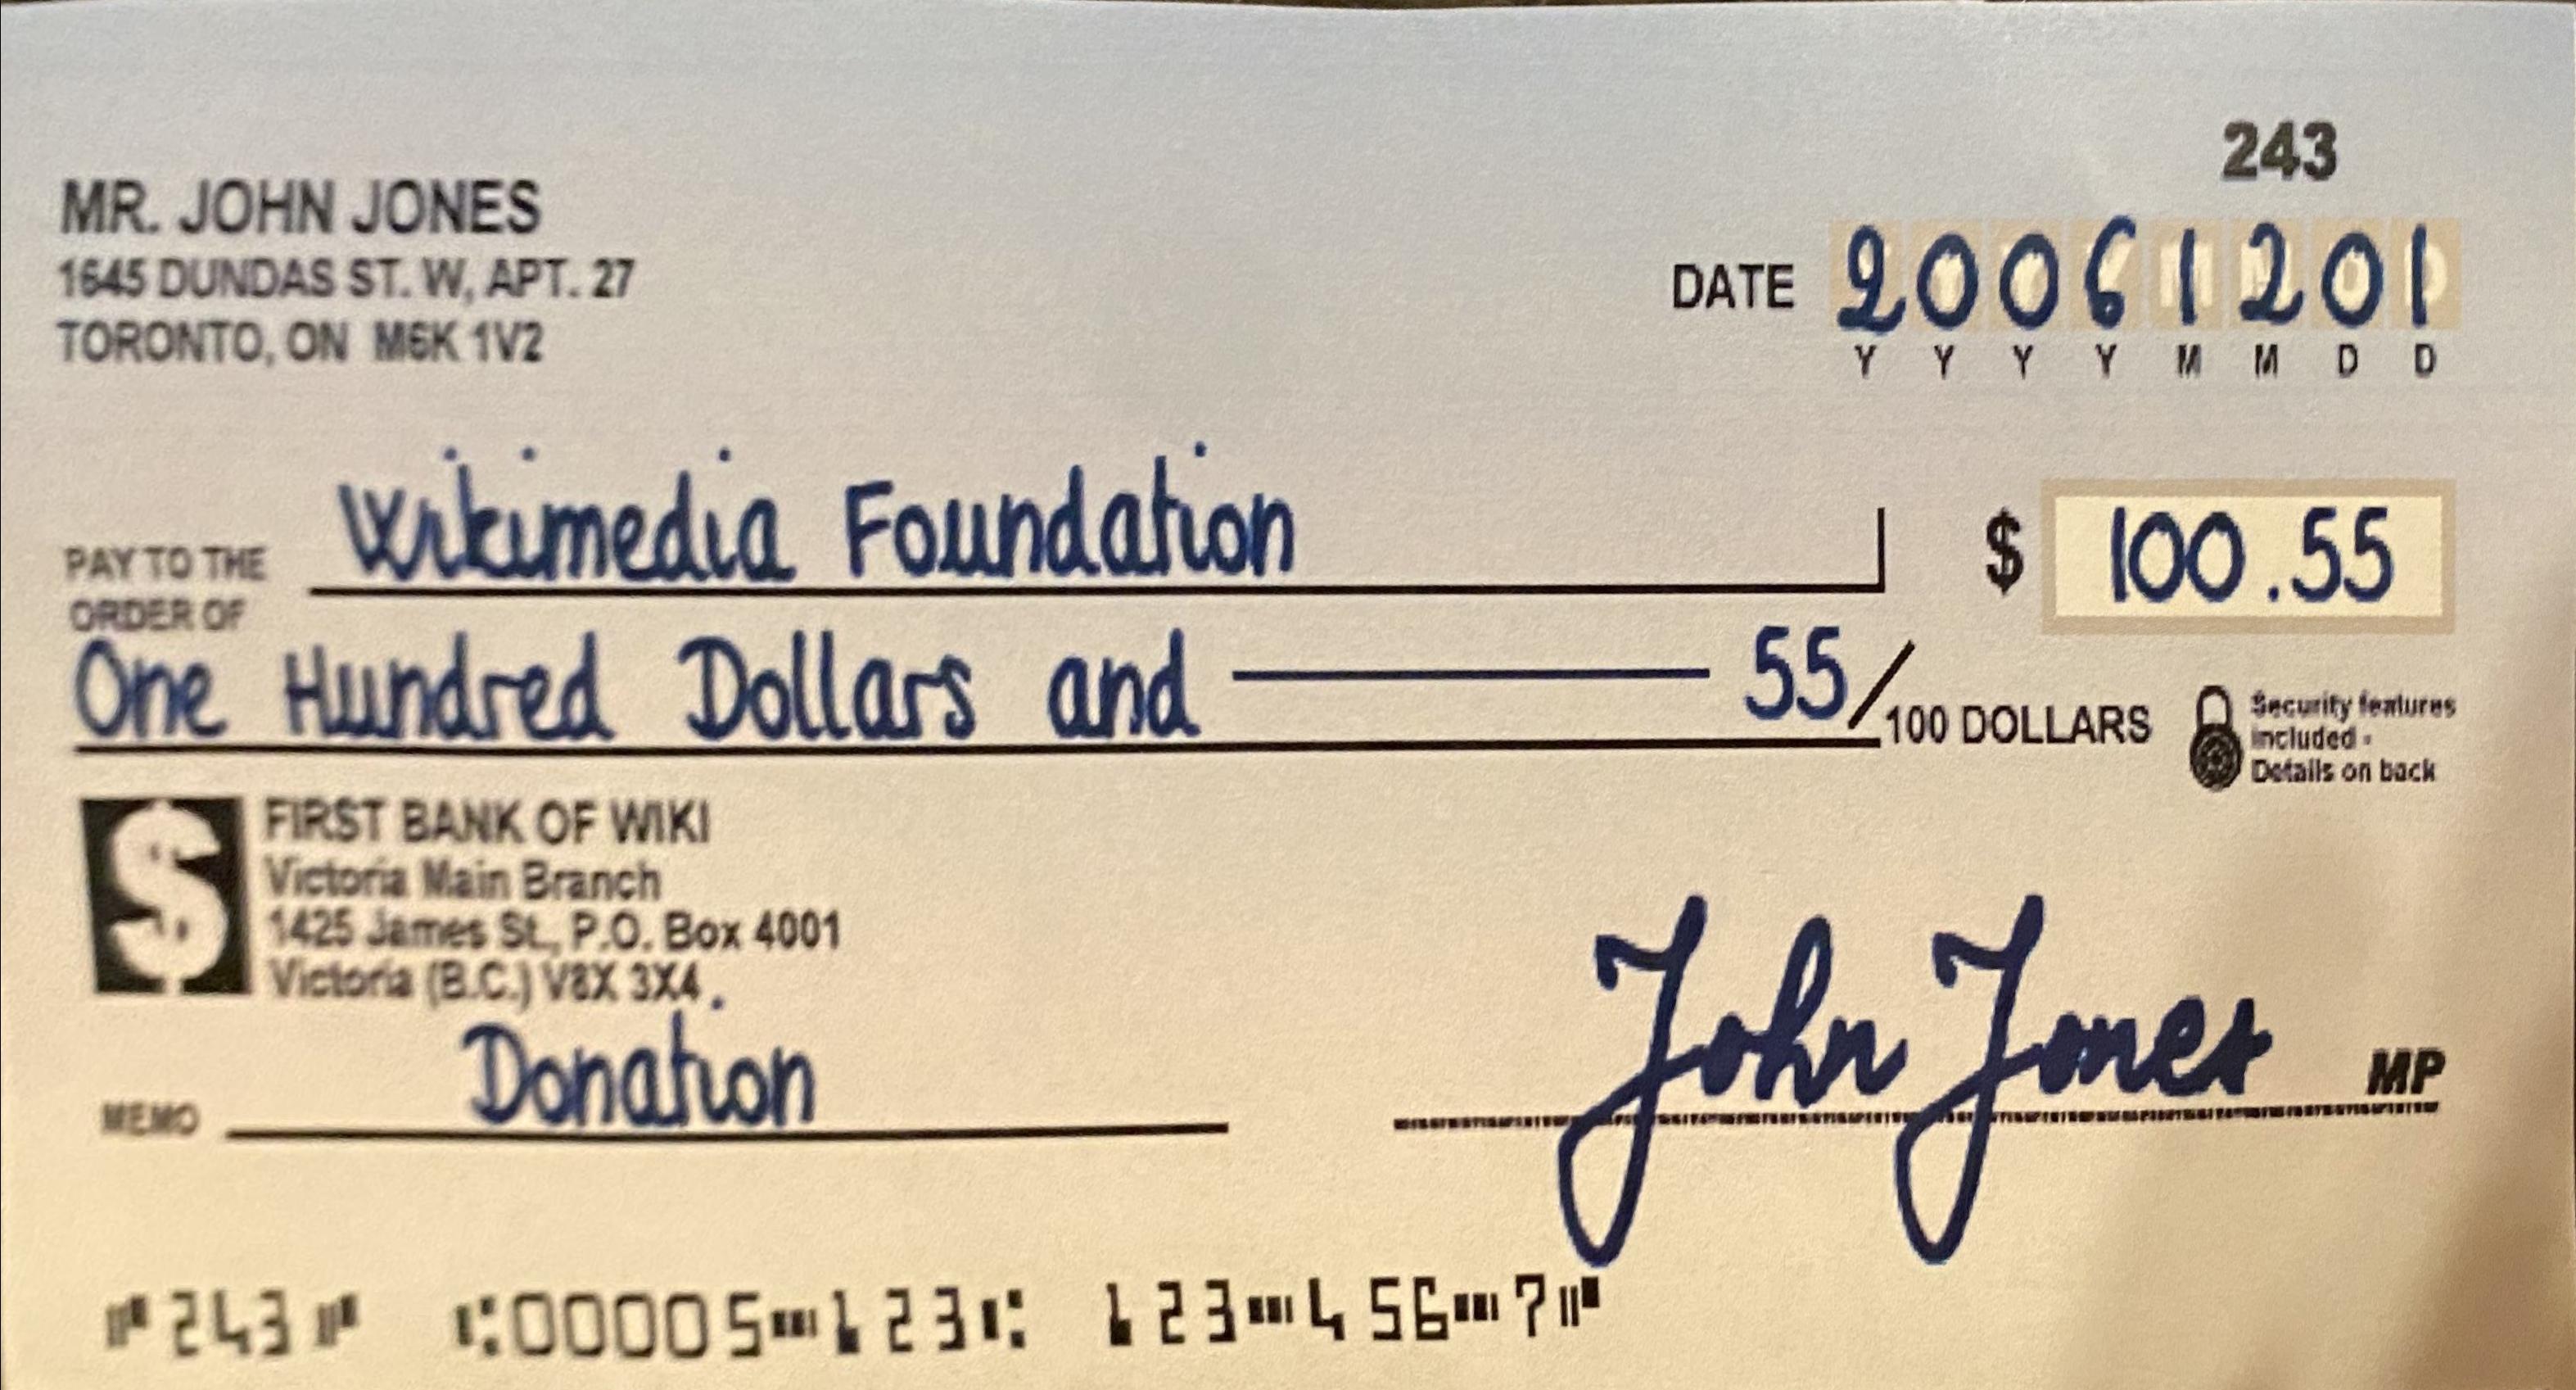 243
MR. JOHN JONES
1645 DUNDAS ST. W, APT. 27
TORONTO, ON M6K 1V2
DATE 20061201
Y Y Y Y M M D D
PAY TO THE ORDER OF Wikimedia Foundation $ 100.55
One Hundred Dollars and 55/100 DOLLARS
Security features
included.
Details on back
FIRST BANK OF WIKI
Victoria Main Branch
1425 James St., P.O. Box 4001
Victoria (B.C.) V8X 3X4
MEMO Donation
John Jones MP
⑈243⑈ ⑆00005⑉123⑆ 123⑉456⑉7⑈